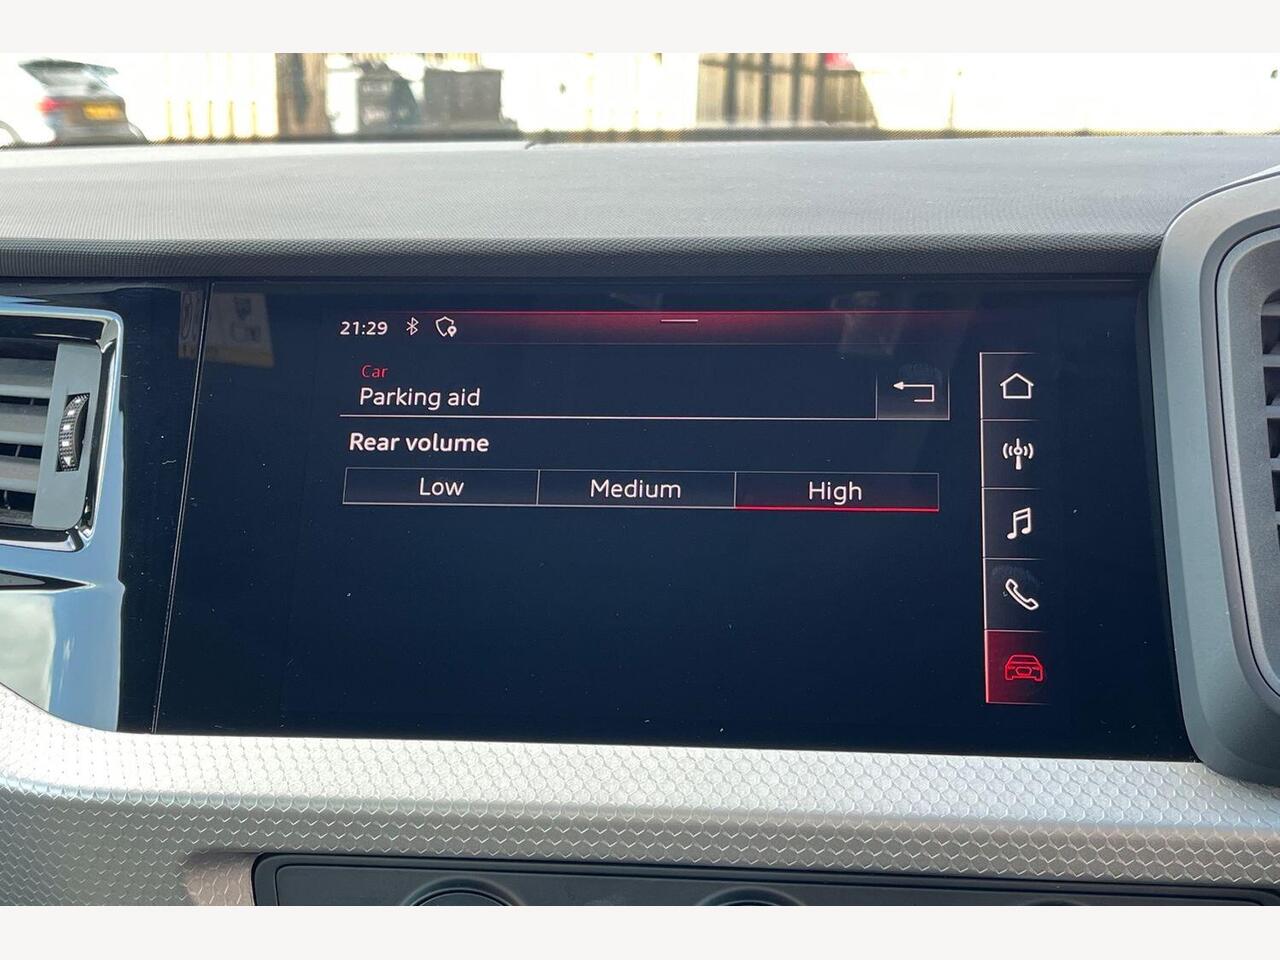 21:29
Car
Parking aid
Rear volume
Low Medium High